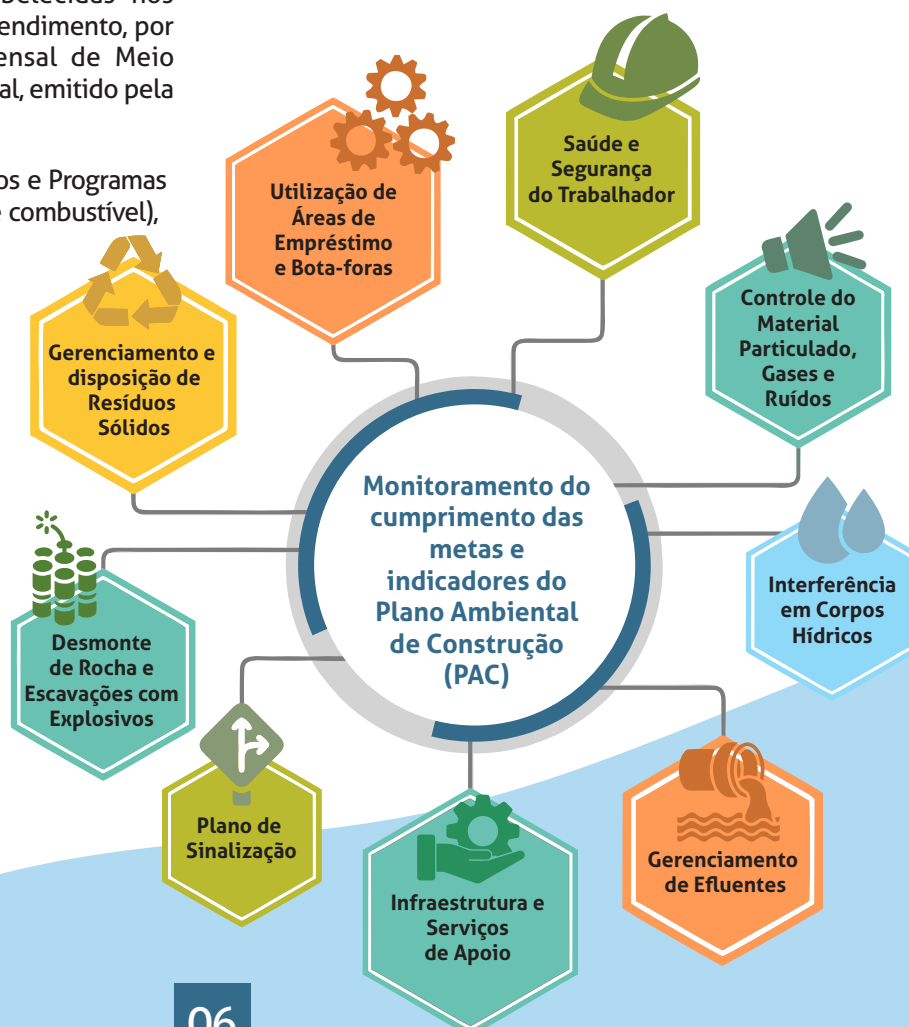 belecidas nos
endimento, por
ensal de Meio
al, emitido pela
os e Programas
combustível),
Utilização de
Áreas de
Empréstimo
e Bota-foras
Saúde e
Segurança
do Trabalhador
Gerenciamento e
disposição de
Resíduos
Sólidos
Controle do
Material
Particulado,
Gases e
Ruídos
Monitoramento do
cumprimento das
metas e
indicadores do
Plano Ambiental
de Construção
(PAC)
Interferência
em Corpos
Hídricos
Desmonte
de Rocha e
Escavações com
Explosivos
Plano de
Sinalização
Infraestrutura e
Serviços
de Apoio
Gerenciamento
de Efluentes
06